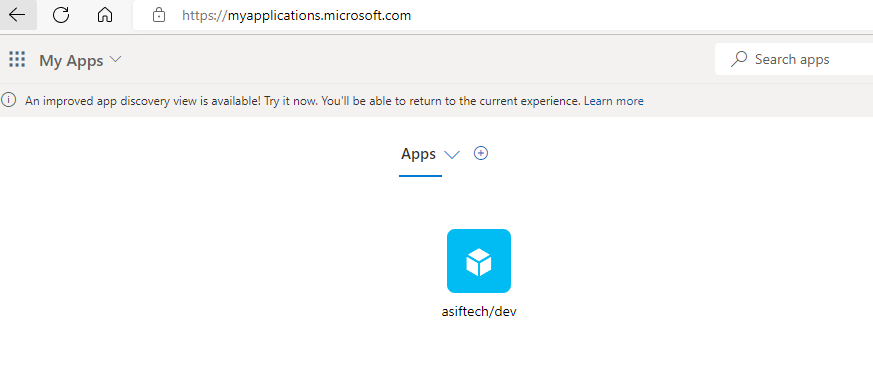 https://myapplications.microsoft.com
My Apps
Search apps
An improved app discovery view is available! Try it now. You'll be able to return to the current experience. Learn more
Apps
asiftech/dev